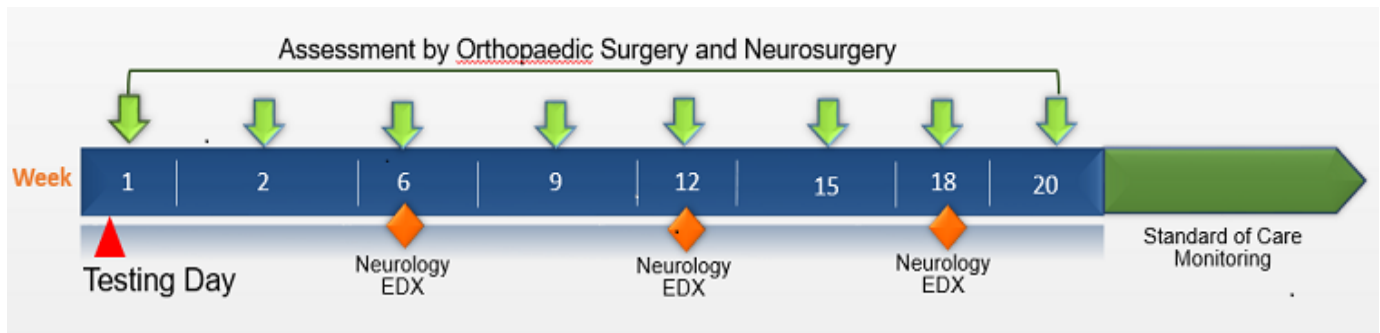 Assessment by Orthopaedic Surgery and Neurosurgery
Week 1 2 6 9 12 15 18 20
Testing Day
Neurology
EDX
Neurology
EDX
Neurology
EDX
Standard of Care
Monitoring